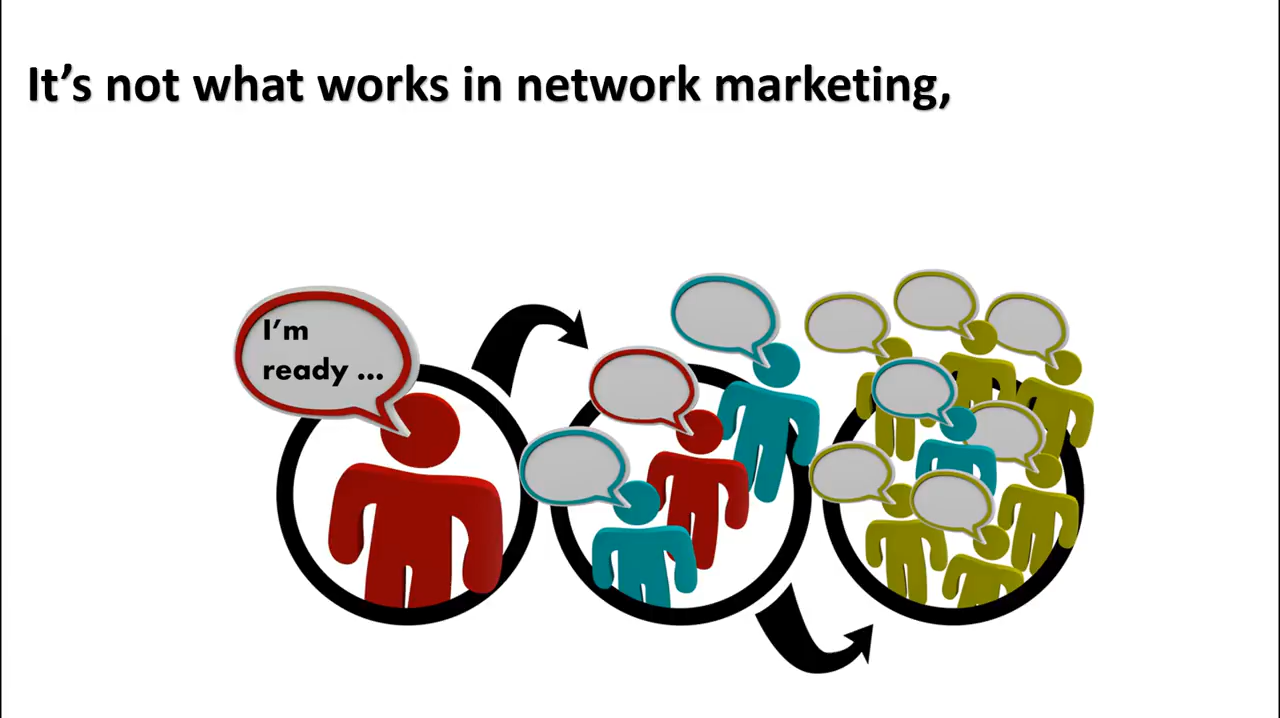 It’s not what works in network marketing,
I’m
ready ...